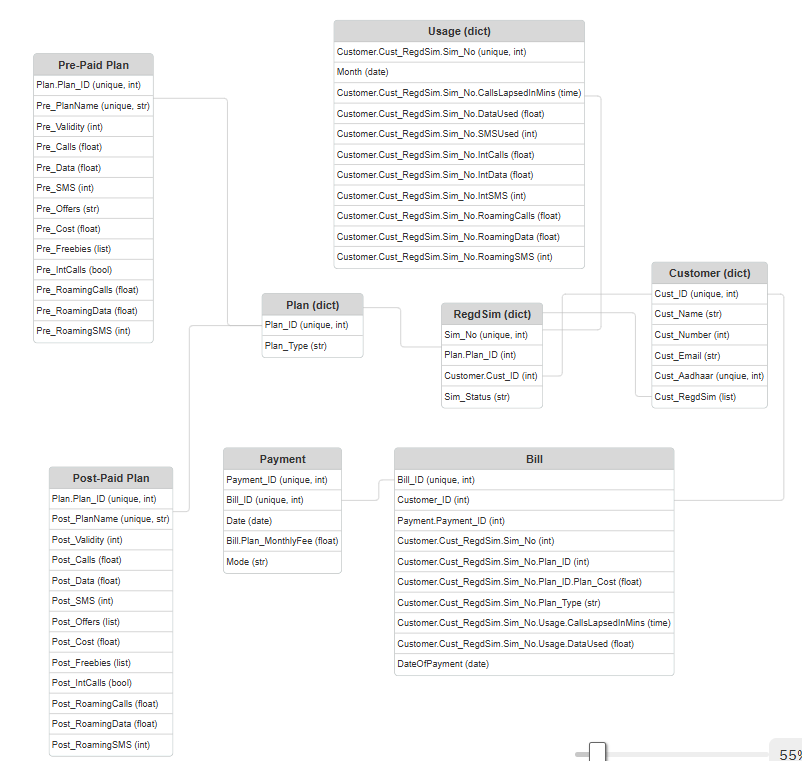 Usage (dict)
Customer.Cust_RegdSim.Sim_No (unique, int)
Month (date)
Customer.Cust_RegdSim.Sim_No.CallsLapsedInMins (time)
Customer.Cust_RegdSim.Sim_No.DataUsed (float)
Customer.Cust_RegdSim.Sim_No.SMSUsed (int)
Customer.Cust_RegdSim.Sim_No.IntCalls (float)
Customer.Cust_RegdSim.Sim_No.IntData (float)
Customer.Cust_RegdSim.Sim_No.IntSMS (int)
Customer.Cust_RegdSim.Sim_No.RoamingCalls (float)
Customer.Cust_RegdSim.Sim_No.RoamingData (float)
Customer.Cust_RegdSim.Sim_No.RoamingSMS (int)
Pre-Paid Plan
Plan.Plan_ID (unique, int)
Pre_PlanName (unique, str)
Pre_Validity (int)
Pre_Calls (float)
Pre_Data (float)
Pre_SMS (int)
Pre_Offers (str)
Pre_Cost (float)
Pre_Freebies (list)
Pre_IntCalls (bool)
Pre_RoamingCalls (float)
Pre_RoamingData (float)
Pre_RoamingSMS (int)
Plan (dict)
Plan_ID (unique, int)
Plan_Type (str)
RegdSim (dict)
Sim_No (unique, int)
Plan.Plan_ID (int)
Customer.Cust_ID (int)
Sim_Status (str)
Customer (dict)
Cust_ID (unique, int)
Cust_Name (str)
Cust_Number (int)
Cust_Email (str)
Cust_Aadhaar (unqiue, int)
Cust_RegdSim (list)
Post-Paid Plan
Plan.Plan_ID (unique, int)
Post_PlanName (unique, str)
Post_Validity (int)
Post_Calls (float)
Post_Data (float)
Post_SMS (int)
Post_Offers (list)
Post_Cost (float)
Post_Freebies (list)
Post_IntCalls (bool)
Post_RoamingCalls (float)
Post_RoamingData (float)
Post_RoamingSMS (int)
Payment
Payment_ID (unique, int)
Bill_ID (unique, int)
Date (date)
Bill.Plan_MonthlyFee (float)
Mode (str)
Bill
Bill_ID (unique, int)
Customer_ID (int)
Payment.Payment_ID (int)
Customer.Cust_RegdSim.Sim_No (int)
Customer.Cust_RegdSim.Sim_No.Plan_ID (int)
Customer.Cust_RegdSim.Sim_No.Plan_ID.Plan_Cost (float)
Customer.Cust_RegdSim.Sim_No.Plan_Type (str)
Customer.Cust_RegdSim.Sim_No.Usage.CallsLapsedInMins (time)
Customer.Cust_RegdSim.Sim_No.Usage.DataUsed (float)
DateOfPayment (date)
55%